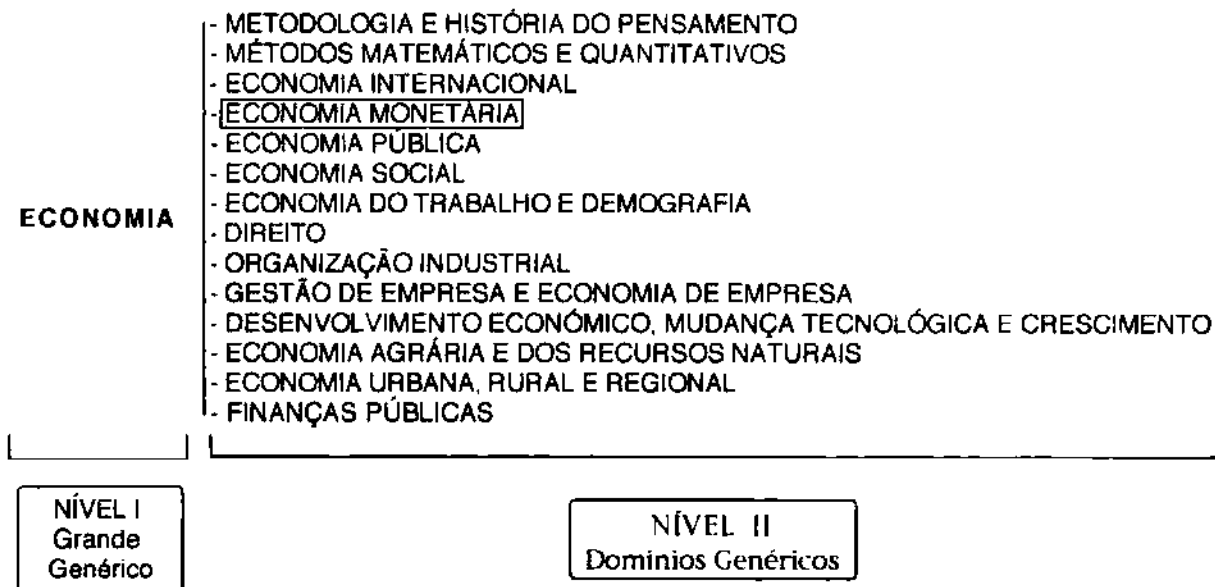 - METODOLOGIA E HISTÓRIA DO PENSAMENTO
- MÉTODOS MATEMÁTICOS E QUANTITATIVOS
- ECONOMIA INTERNACIONAL
- ECONOMIA MONETÁRIA
- ECONOMIA PÚBLICA
- ECONOMIA SOCIAL
- ECONOMIA DO TRABALHO E DEMOGRAFIA
ECONOMIA
- DIREITO
- ORGANIZAÇÃO INDUSTRIAL
- GESTÃO DE EMPRESA E ECONOMIA DE EMPRESA
- DESENVOLVIMENTO ECONÓMICO, MUDANÇA TECNOLÓGICA E CRESCIMENTO
- ECONOMIA AGRÁRIA E DOS RECURSOS NATURAIS
- ECONOMIA URBANA, RURAL E REGIONAL
- FINANÇAS PÚBLICAS
NÍVEL I
Grande
Genérico
NÍVEL II
Domínios Genéricos